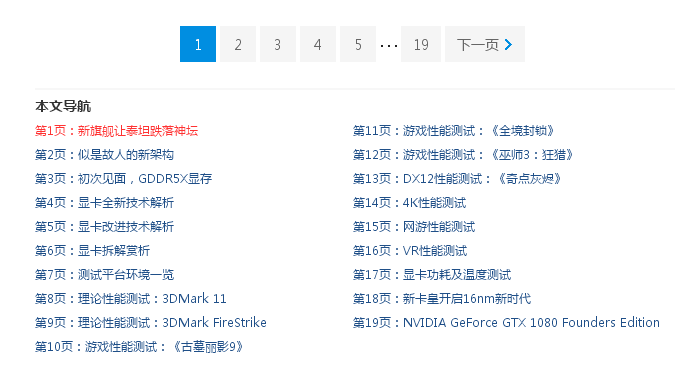 1 2 3 4 5 ... 19 下一页 >
本文导航
第1页：新旗舰让泰坦跌落神坛
第2页：似是故人的新架构
第3页：初次见面，GDDR5X显存
第4页：显卡全新技术解析
第5页：显卡改进技术解析
第6页：显卡拆解赏析
第7页：测试平台环境一览
第8页：理论性能测试：3DMark 11
第9页：理论性能测试：3DMark FireStrike
第10页：游戏性能测试：《古墓丽影9》
第11页：游戏性能测试：《全境封锁》
第12页：游戏性能测试：《巫师3：狂猎》
第13页：DX12性能测试：《奇点灰烬》
第14页：4K性能测试
第15页：网游性能测试
第16页：VR性能测试
第17页：显卡功耗及温度测试
第18页：新卡皇开启16nm新时代
第19页：NVIDIA GeForce GTX 1080 Founders Edition